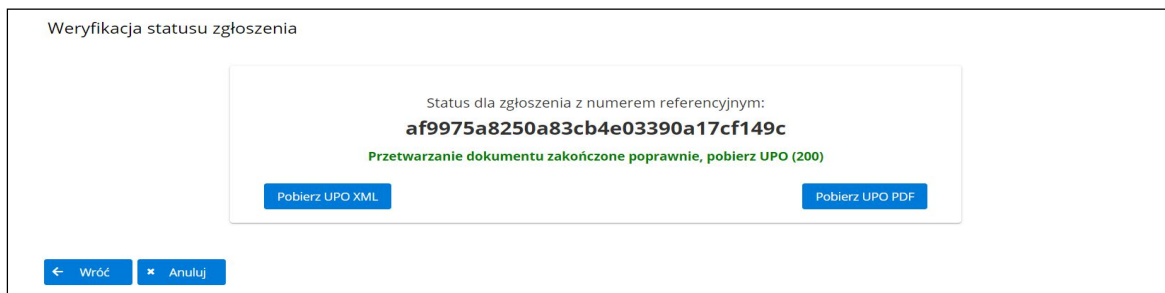 Weryfikacja statusu zgłoszenia
Status dla zgłoszenia z numerem referencyjnym:
af9975a8250a83cb4e03390a17cf149c
Przetwarzanie dokumentu zakończone poprawnie, pobierz UPO (200)
Pobierz UPO XML
Pobierz UPO PDF
Wróć
Anuluj